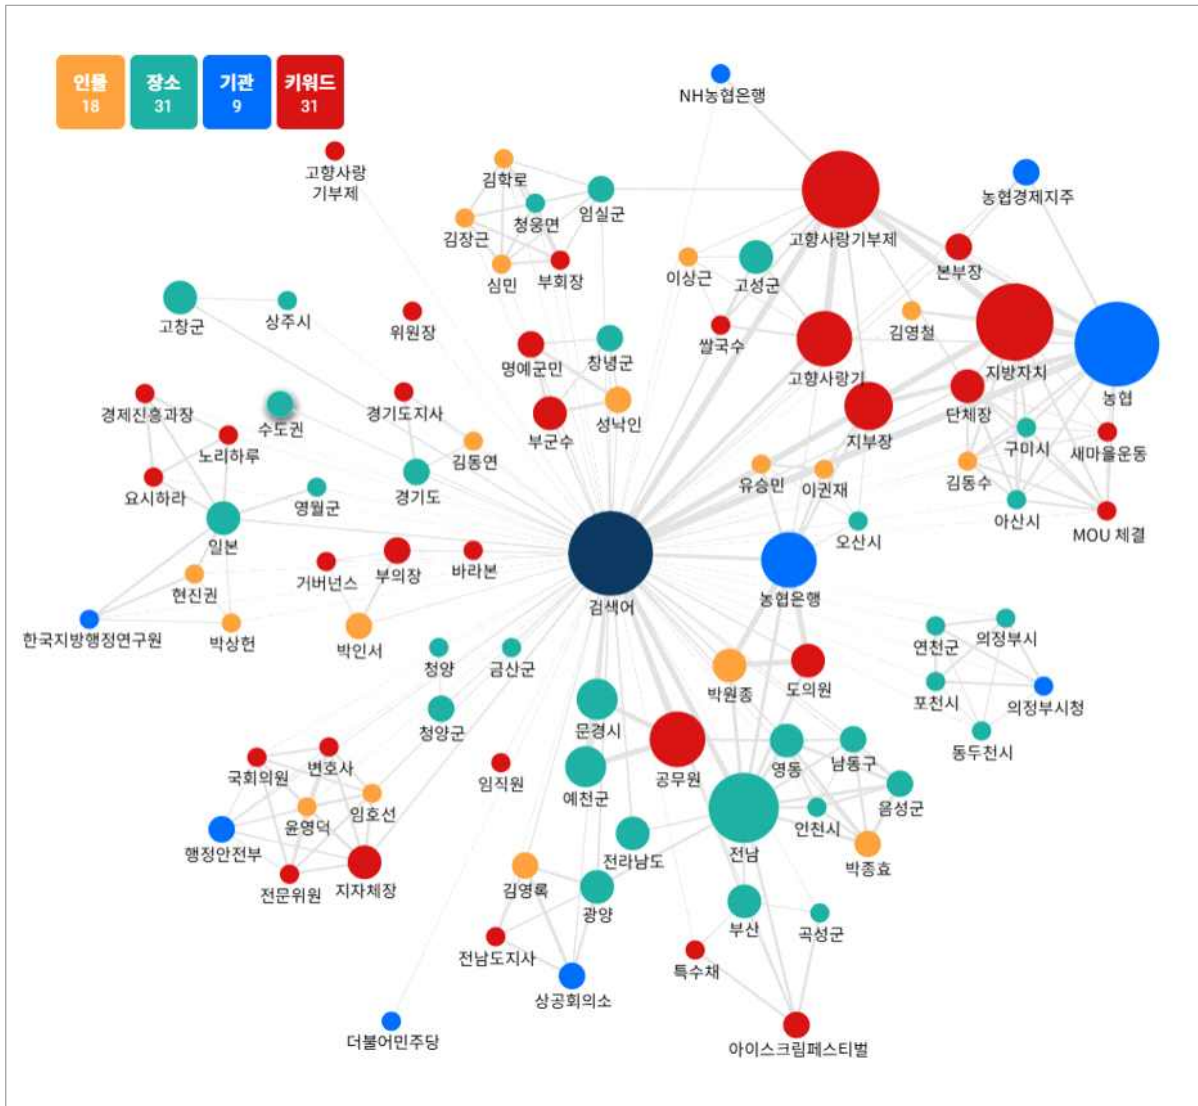 인물
18
장소
31
기관
9
키워드
31
NH농협은행
고향사랑
기부제
김학로
청웅면
임실군
김장근
심민
부회장
고향사랑기부제
농협경제지주
본부장
이상근
고성군
고창군
상주시
위원장
쌀국수
김영철
지방자치
농협
명예군민
창녕군
고향사랑기
경제진흥과장
수도권
경기도지사
부군수
성낙인
지부장
단체장
구미시
새마을운동
노리하루
김동연
요시하라
경기도
영월군
유승민
이권재
김동수
아산시
MOU 체결
일본
오산시
거버넌스
부의장
바라본
현진권
검색어
농협은행
한국지방행정연구원
박상헌
박인서
청양
금산군
연천군
의정부시
박원종
도의원
포천시
의정부시청
청양군
문경시
동두천시
국회의원
변호사
임직원
예천군
공무원
영동
남동구
음성군
윤영덕
임호선
인천시
행정안전부
전라남도
전남
박종효
전문위원
지자체장
김영록
광양
부산
곡성군
전남도지사
특수채
상공회의소
더불어민주당
아이스크림페스티벌